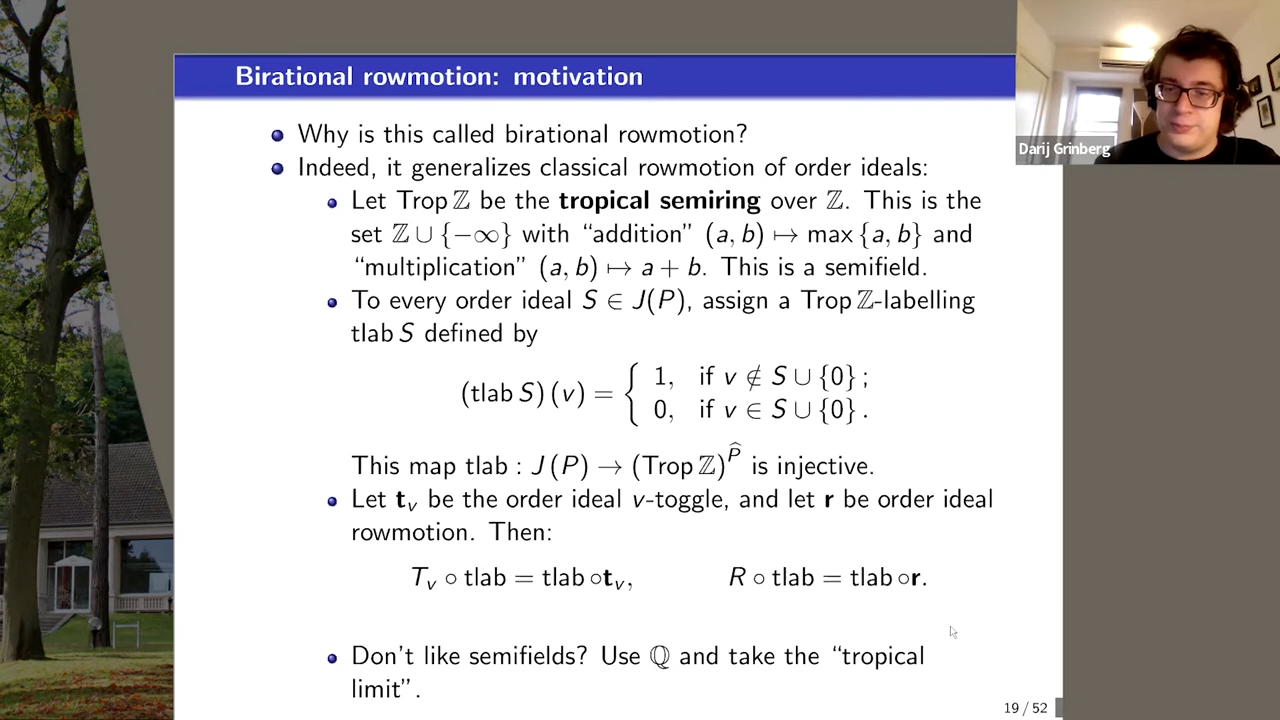 Birational rowmotion: motivation
Why is this called birational rowmotion?
Indeed, it generalizes classical rowmotion of order ideals:
Let Trop ℤ be the tropical semiring over ℤ. This is the
set ℤ ∪ {−∞} with “addition” (a, b) ↦ max {a, b} and
“multiplication” (a, b) ↦ a + b. This is a semifield.
To every order ideal S ∈ J(P), assign a Trop ℤ-labelling
tlab S defined by
(tlab S) (v) = { 1, if v ∉ S ∪ {0} ;
0, if v ∈ S ∪ {0} .
This map tlab : J (P) → (Trop ℤ)^P̂ is injective.
Let t_v be the order ideal v-toggle, and let r be order ideal
rowmotion. Then:
T_v ∘ tlab = tlab ∘t_v, R ∘ tlab = tlab ∘r.
Don't like semifields? Use ℚ and take the “tropical
limit”.
19 / 52
Darij Grinberg